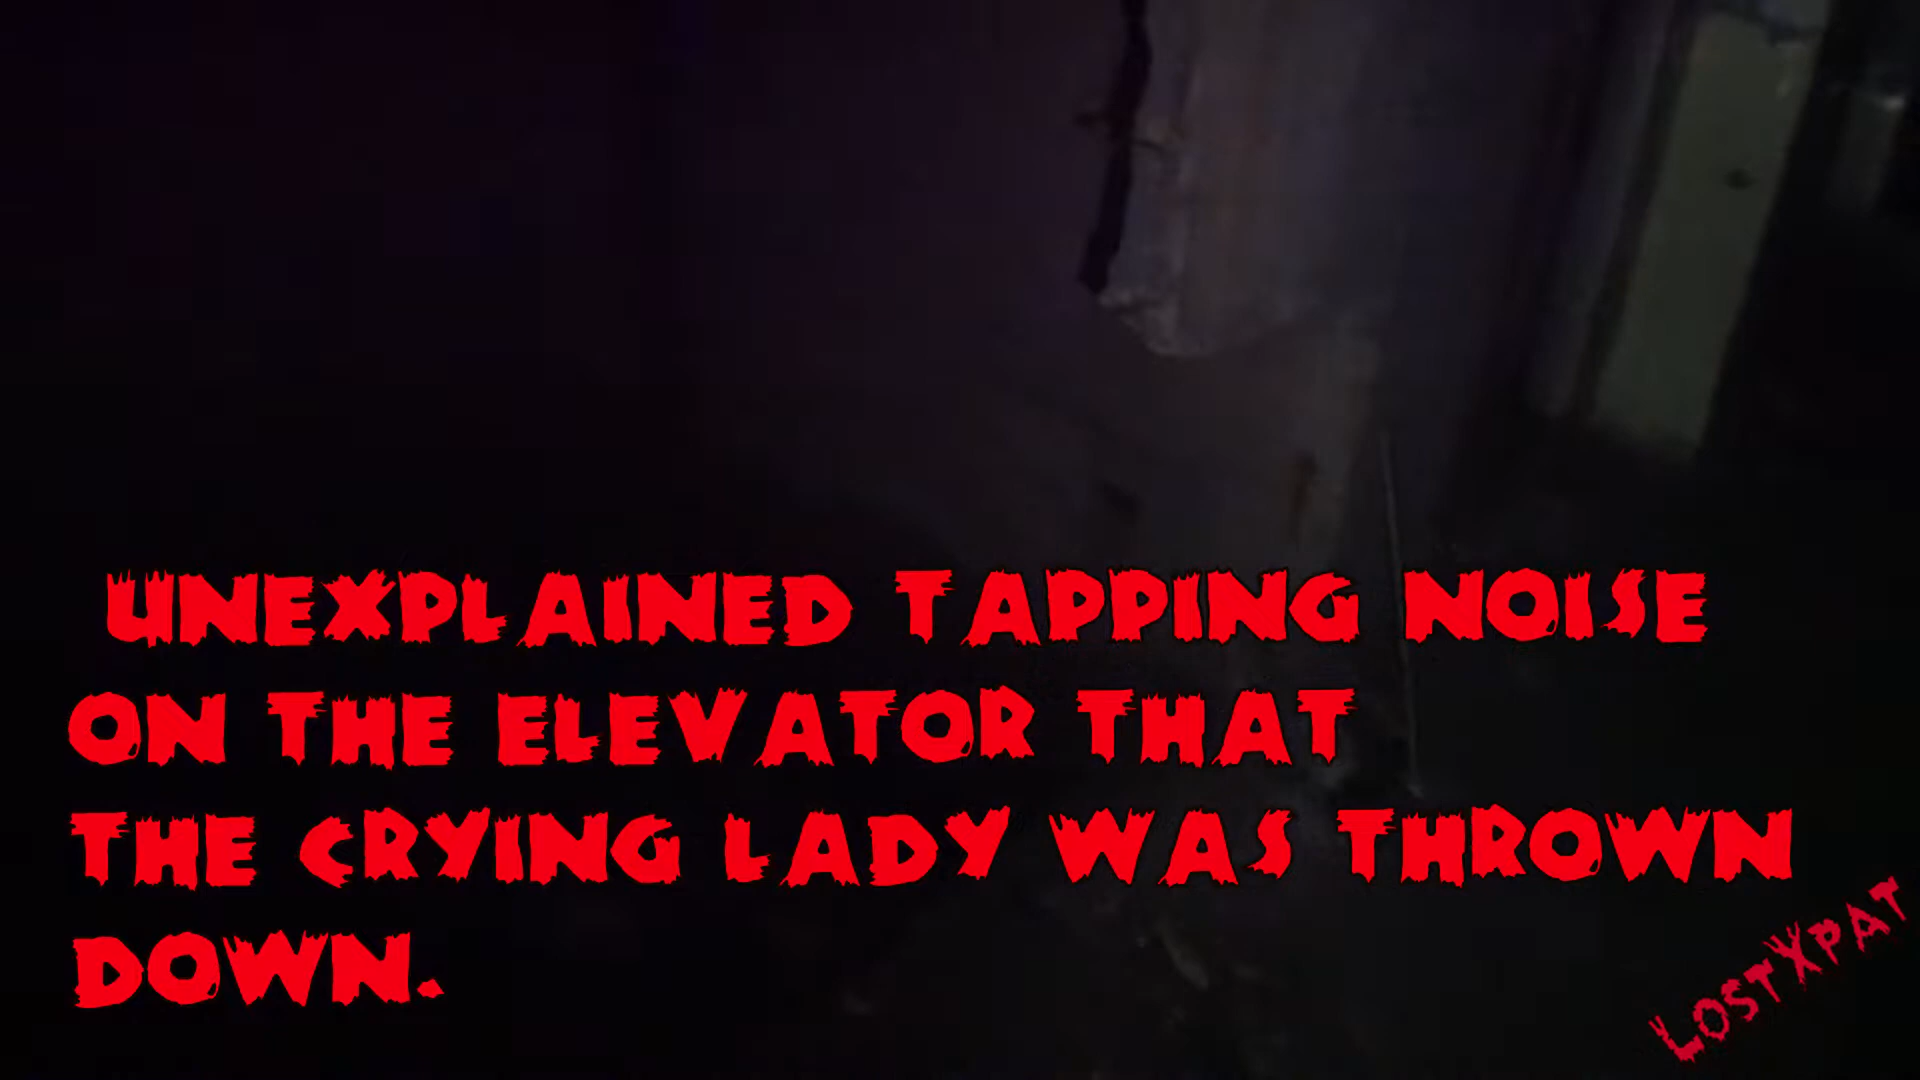 UNEXPLAINED TAPPING NOISE
ON THE ELEVATOR THAT
THE CRYING LADY WAS THROWN
DOWN.
LOSTXPAT